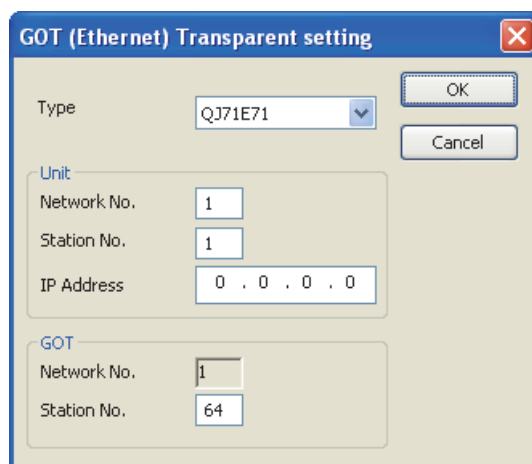 GOT (Ethernet) Transparent setting
Type QJ71E71 OK
Cancel
Unit
Network No. 1
Station No. 1
IP Address 0 . 0 . 0 . 0
GOT
Network No. 1
Station No. 64